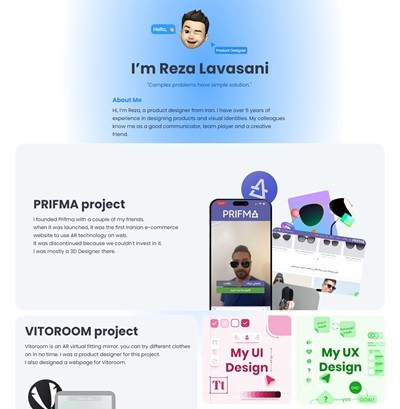 Hello, 👋
Product Designer
I'm Reza Lavasani
"Complex problems have simple solution."
About Me
Hi, I'm Reza, a product designer from Iran. I have over 5 years of
experience in designing products and visual identities. My colleagues
know me as a good communicator, team player and a creative
friend.
PRIFMA project
I founded Prifma with a couple of my friends.
when it was launched, it was the first Iranian e-commerce
website to use AR technology on web.
It was discontinued because we couldn't invest in it.
I was mostly a 3D Designer there.
PRIFMA
VITOROOM project
Vitoroom is an AR virtual fitting mirror. you can try different clothes
on in no time. I was a product designer for this project.
I also designed a webpage for Vitoroom.
My UI
Design
Tt
My UX
Design
? yes GOAL!